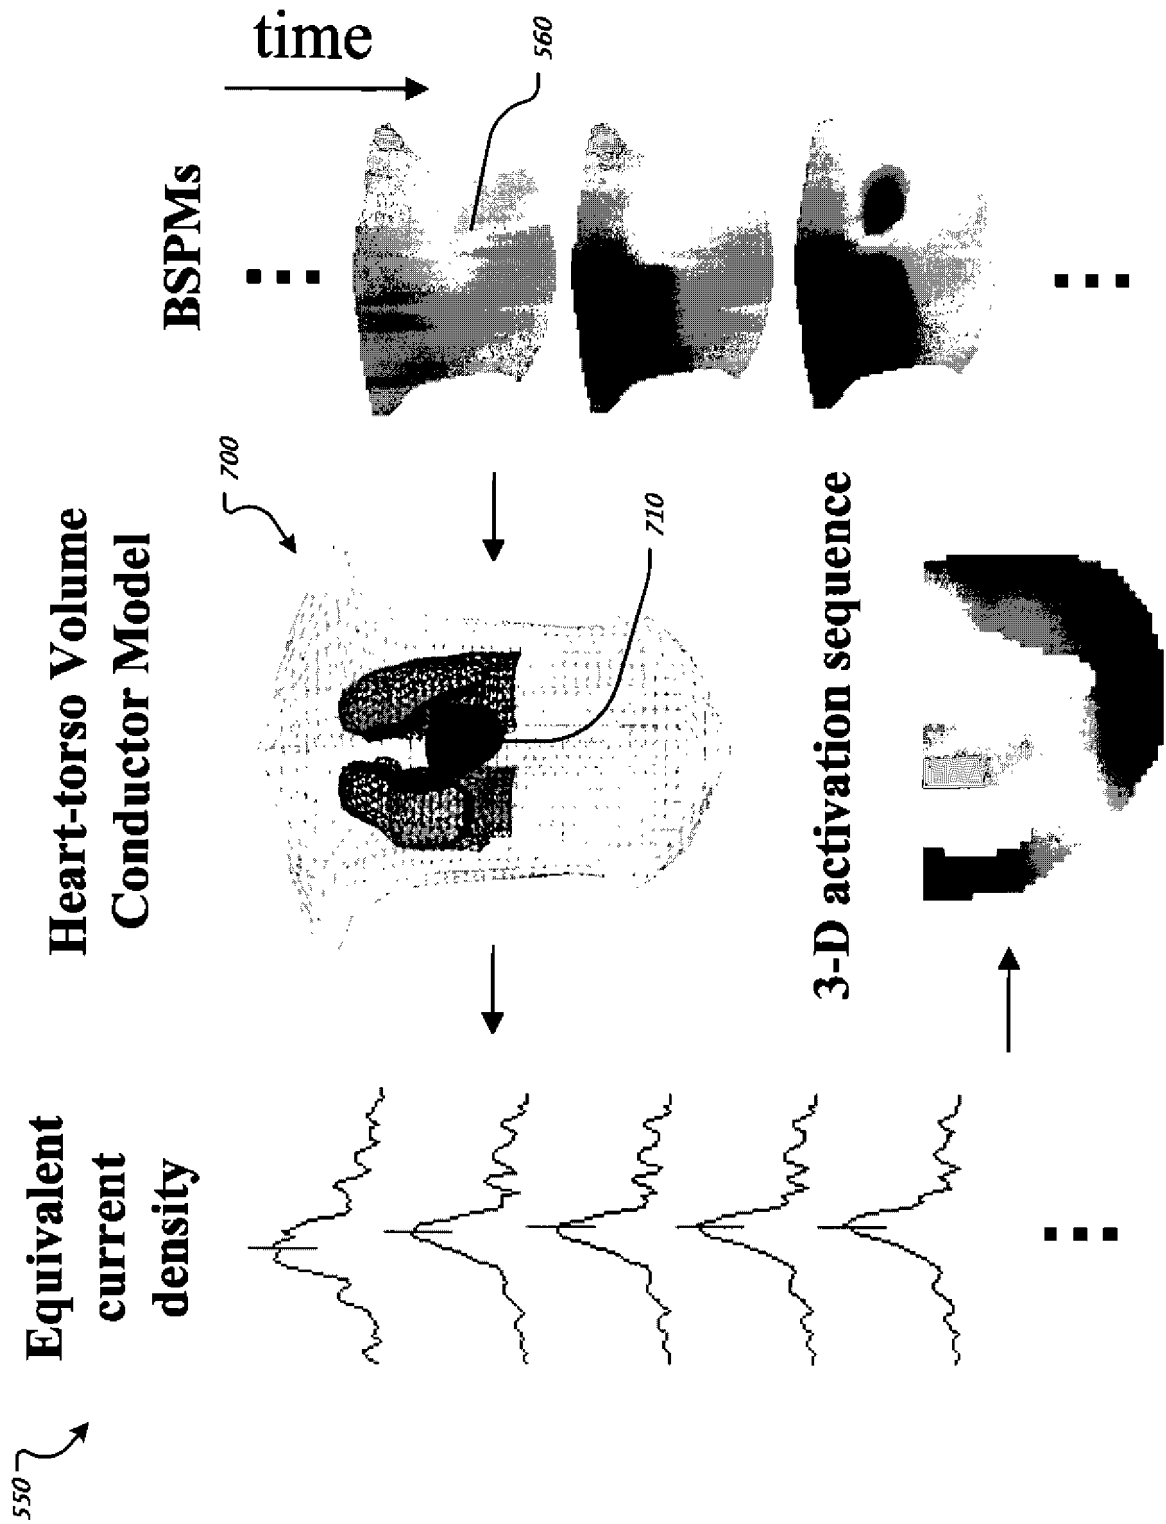 550
Equivalent
current
density
Heart-torso Volume
Conductor Model
700
710
BSPMs
time
560
3-D activation sequence